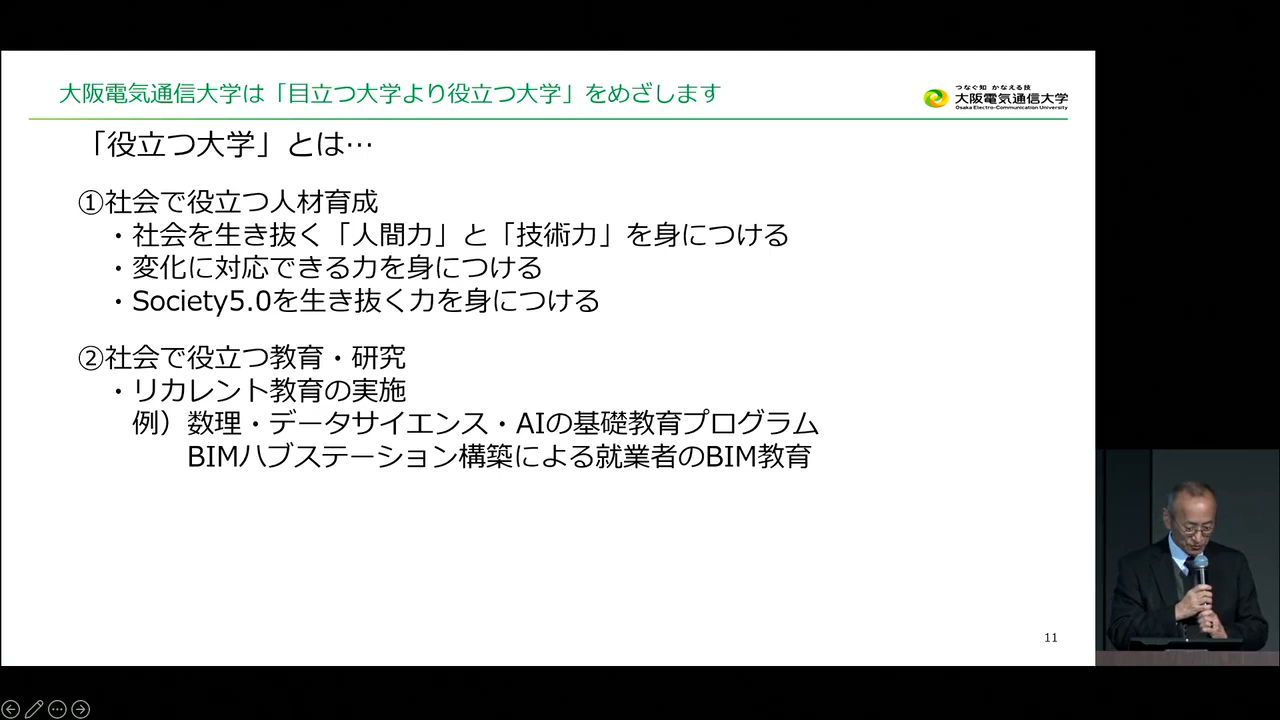 大阪電気通信大学は「目立つ大学より役立つ大学」をめざします
つなぐ知 かなえる技
大阪電気通信大学
Osaka Electro-Communication University
「役立つ大学」とは…
①社会で役立つ人材育成
・社会を生き抜く「人間力」と「技術力」を身につける
・変化に対応できる力を身につける
・Society5.0を生き抜く力を身につける
②社会で役立つ教育・研究
・リカレント教育の実施
例）数理・データサイエンス・AIの基礎教育プログラム
BIMハブステーション構築による就業者のBIM教育
11